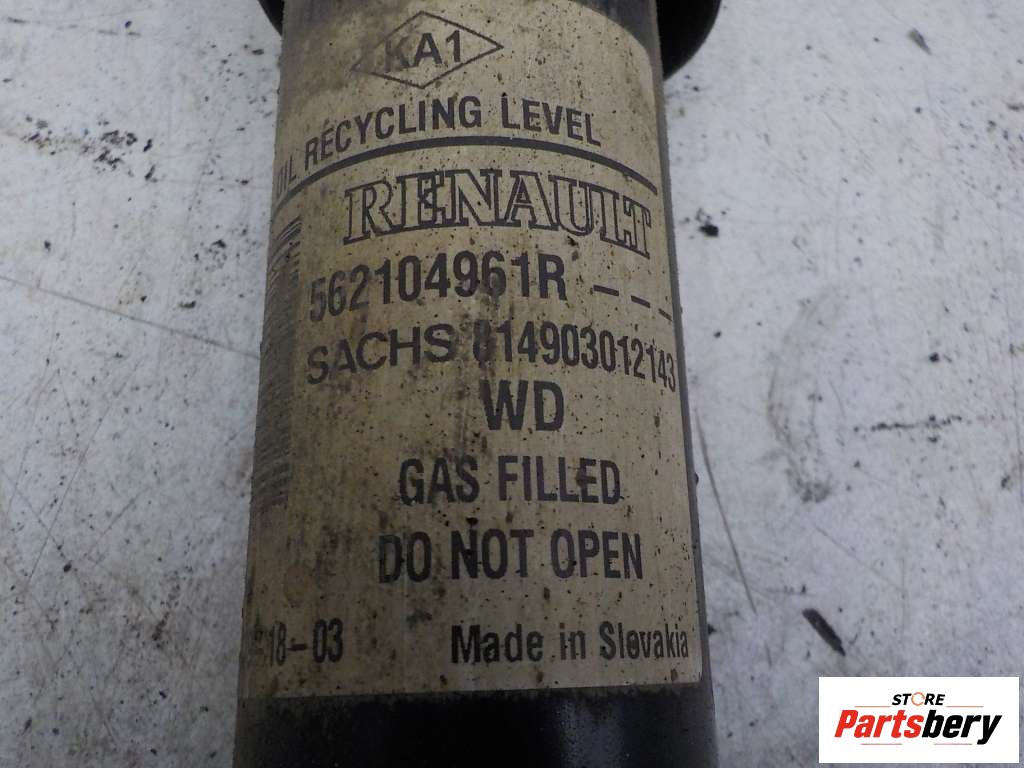 KA1
RECYCLING LEVEL
RENAULT
562104961R ---
SACHS 814903012143
WD
GAS FILLED
DO NOT OPEN
18-03 Made in Slovakia
STORE
Partsbery